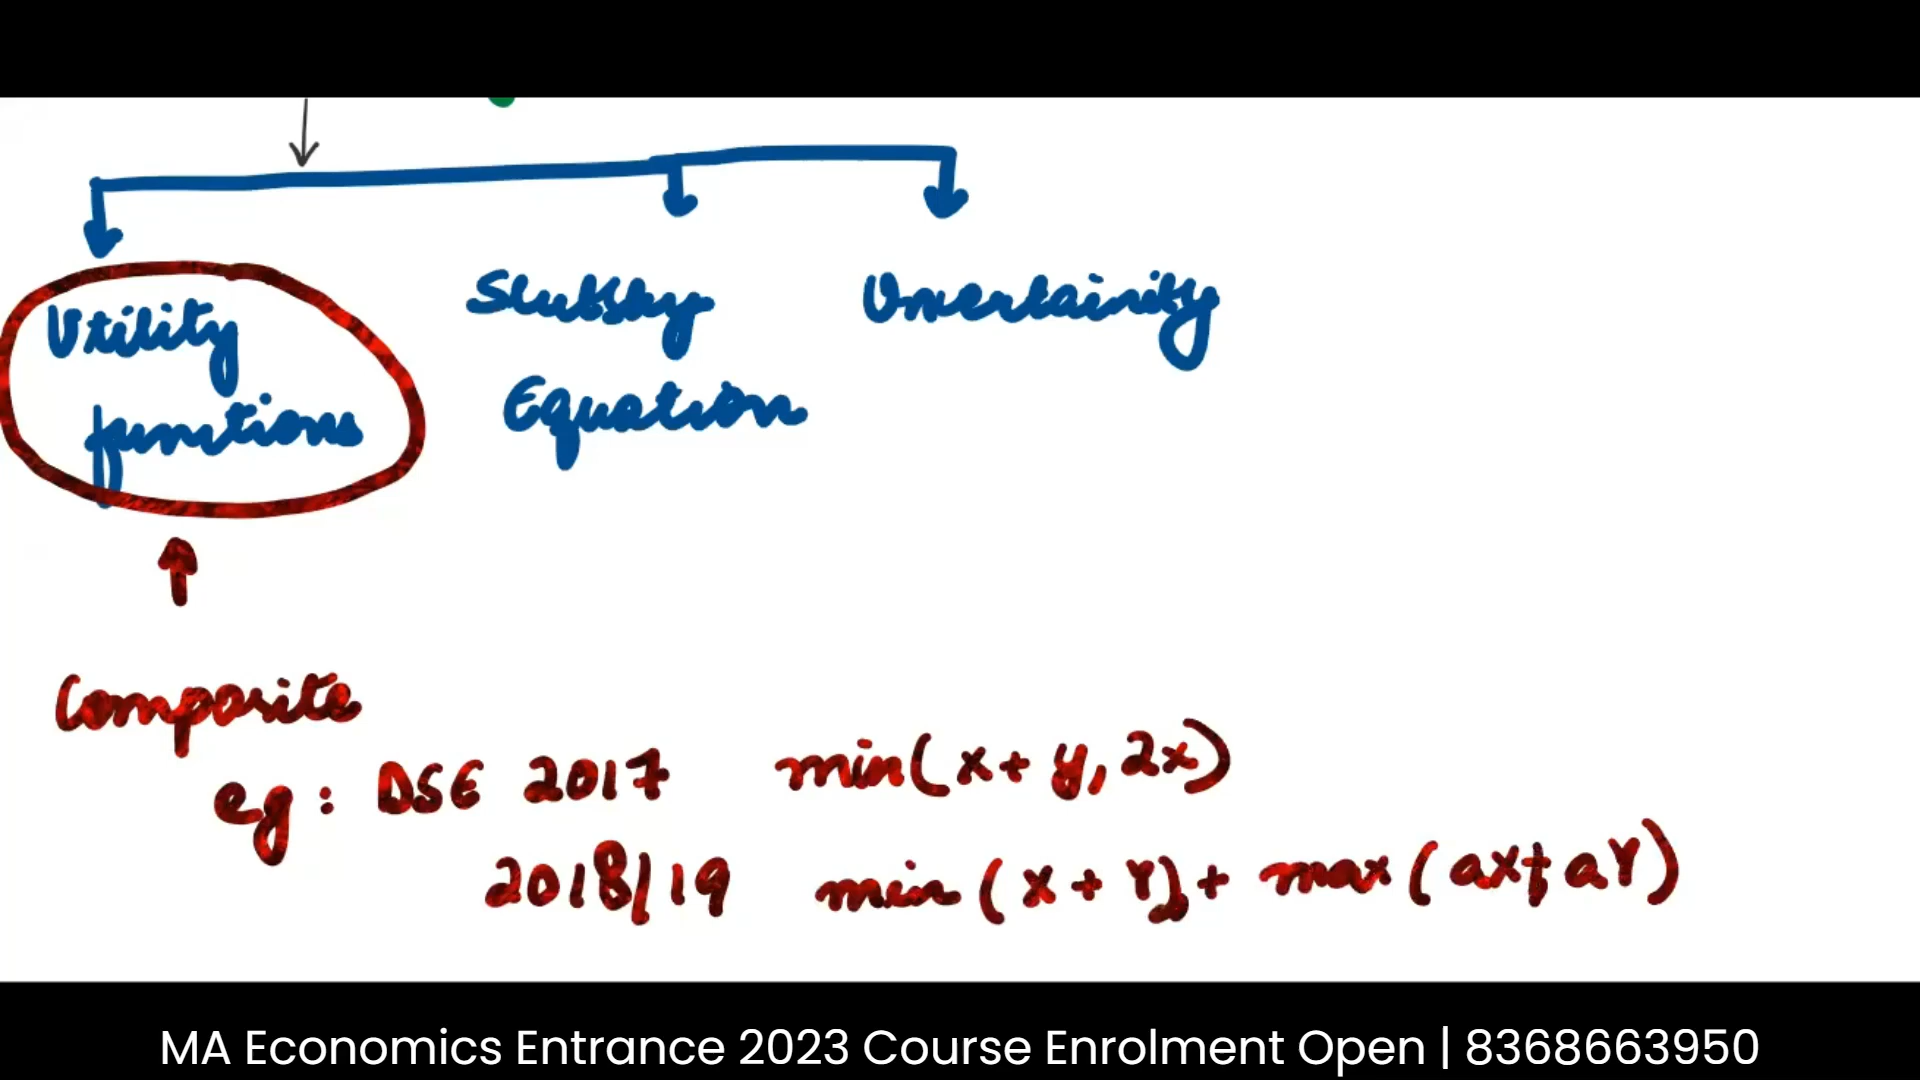 Utility
functions
Slutsky
Equation
Uncertainity
Composite
eg: DSE 2017 min(x+y, 2x)
2018/19 min (X+Y) + max (aX+aY)
MA Economics Entrance 2023 Course Enrolment Open | 8368663950